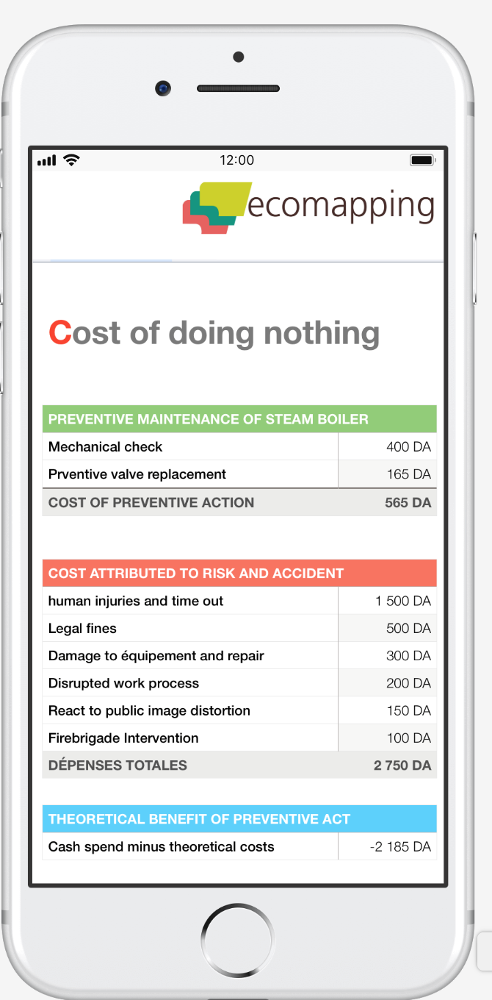 12:00
ecomapping
Cost of doing nothing
PREVENTIVE MAINTENANCE OF STEAM BOILER
Mechanical check 400 DA
Prventive valve replacement 165 DA
COST OF PREVENTIVE ACTION 565 DA
COST ATTRIBUTED TO RISK AND ACCIDENT
human injuries and time out 1 500 DA
Legal fines 500 DA
Damage to équipement and repair 300 DA
Disrupted work process 200 DA
React to public image distortion 150 DA
Firebrigade Intervention 100 DA
DÉPENSES TOTALES 2 750 DA
THEORETICAL BENEFIT OF PREVENTIVE ACT
Cash spend minus theoretical costs -2 185 DA